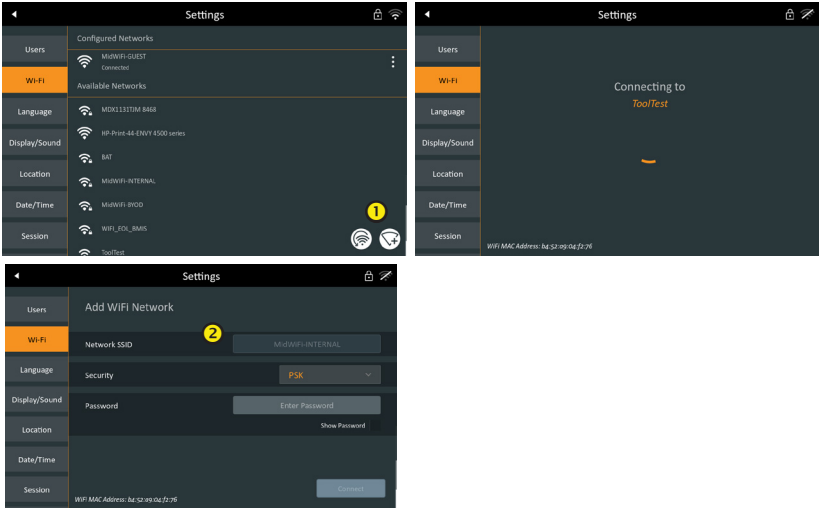 Settings
Users
Wi-Fi
Language
Display/Sound
Location
Date/Time
Session
Configured Networks
MidWiFi-GUEST
Connected
Available Networks
MDX1131TJM 8468
HP-Print-44-ENVY 4500 series
BAT
MidWiFi-INTERNAL
MidWiFi-BYOD
WIFI_EOL_BMIS
ToolTest
1
Settings
Users
Wi-Fi
Language
Display/Sound
Location
Date/Time
Session
Connecting to
ToolTest
WiFi MAC Address: b4:52:a9:04:f2:76
Settings
Users
Wi-Fi
Language
Display/Sound
Location
Date/Time
Session
Add WiFi Network
2
Network SSID MidWiFi-INTERNAL
Security PSK
Password Enter Password
Show Password
Connect
WiFi MAC Address: b4:52:a9:04:f2:76